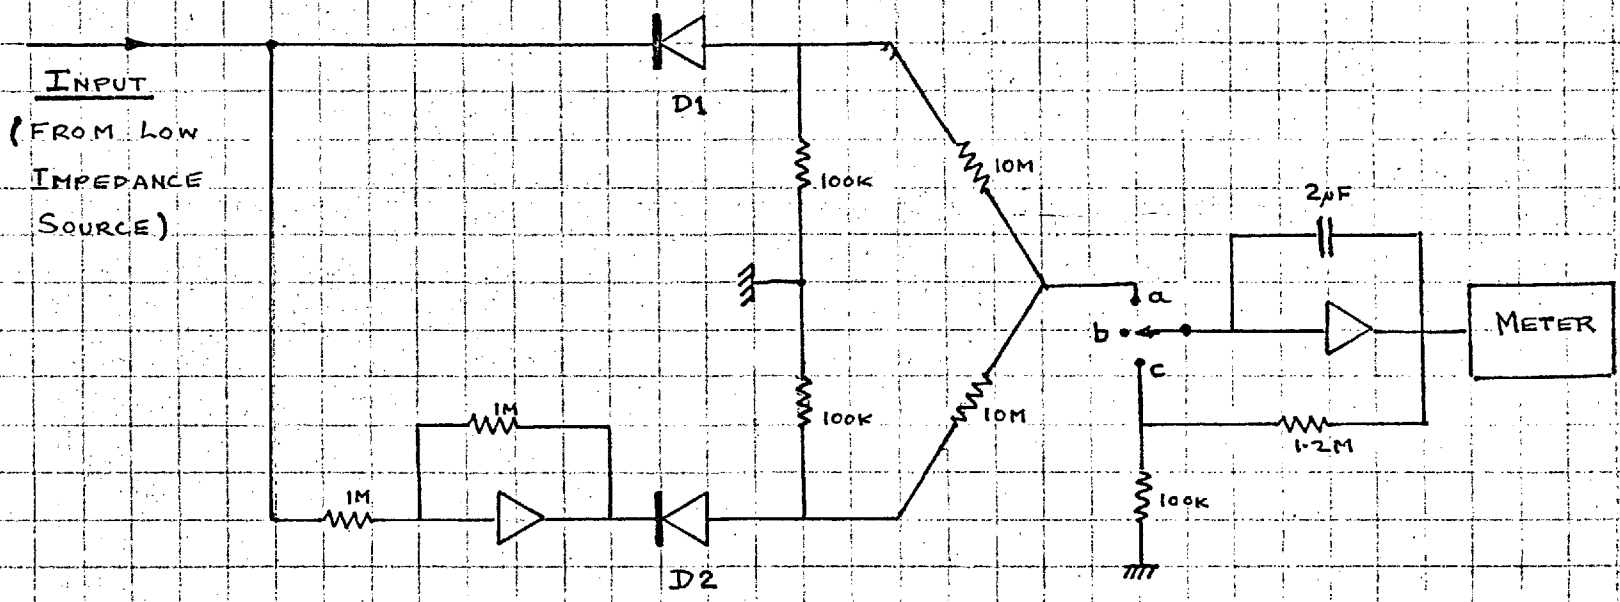 INPUT
(FROM LOW
IMPEDANCE
SOURCE)
D1
100K
10M
2µF
a
b
c
METER
100K
10M
1M
1.2M
1M
100K
D2